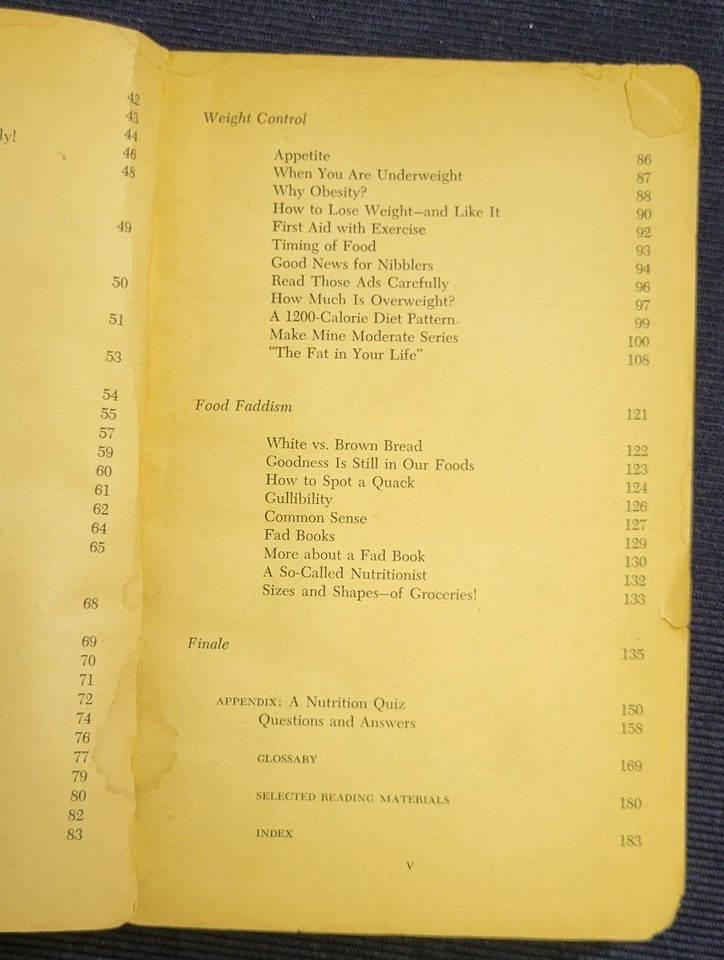 42
43
ly!	44
46
48
49
50
51
53
54
55
57
59
60
61
62
64
65
68
69
70
71
72
74
76
77
79
80
82
83
Weight Control
Appetite 86
When You Are Underweight 87
Why Obesity? 88
How to Lose Weight—and Like It 90
First Aid with Exercise 92
Timing of Food 93
Good News for Nibblers 94
Read Those Ads Carefully 96
How Much Is Overweight? 97
A 1200-Calorie Diet Pattern 99
Make Mine Moderate Series 100
“The Fat in Your Life” 108
Food Faddism 121
White vs. Brown Bread 122
Goodness Is Still in Our Foods 123
How to Spot a Quack 124
Gullibility 126
Common Sense 127
Fad Books 129
More about a Fad Book 130
A So-Called Nutritionist 132
Sizes and Shapes—of Groceries! 133
Finale 135
APPENDIX: A Nutrition Quiz 150
Questions and Answers 158
GLOSSARY 169
SELECTED READING MATERIALS 180
INDEX 183
v